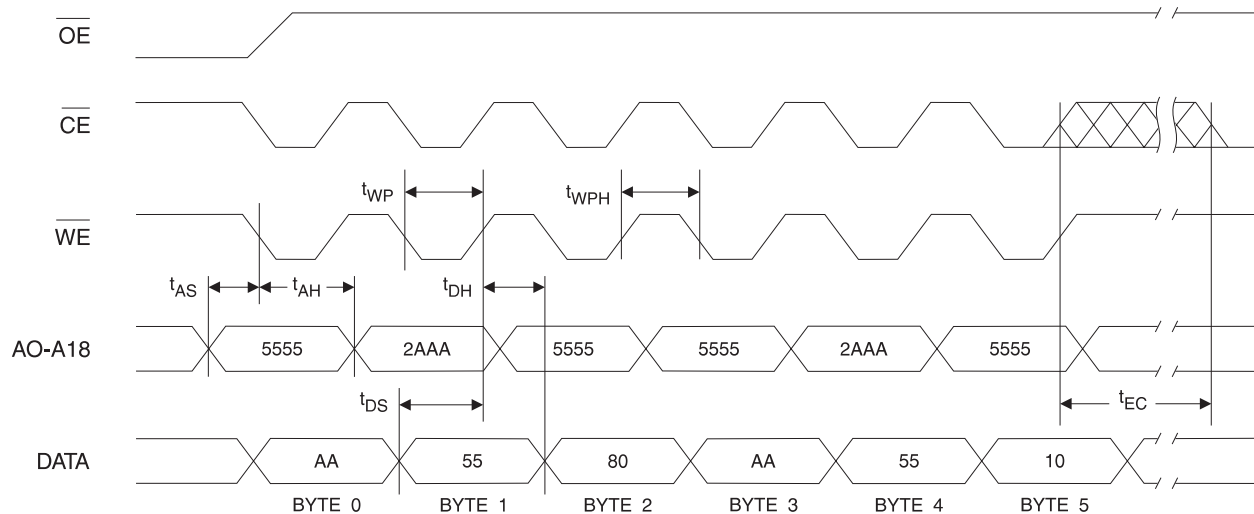 OE
CE
tWP
tWPH
WE
tAS
tAH
tDH
AO-A18
5555
2AAA
5555
5555
2AAA
5555
tDS
tEC
DATA
AA
55
80
AA
55
10
BYTE 0
BYTE 1
BYTE 2
BYTE 3
BYTE 4
BYTE 5